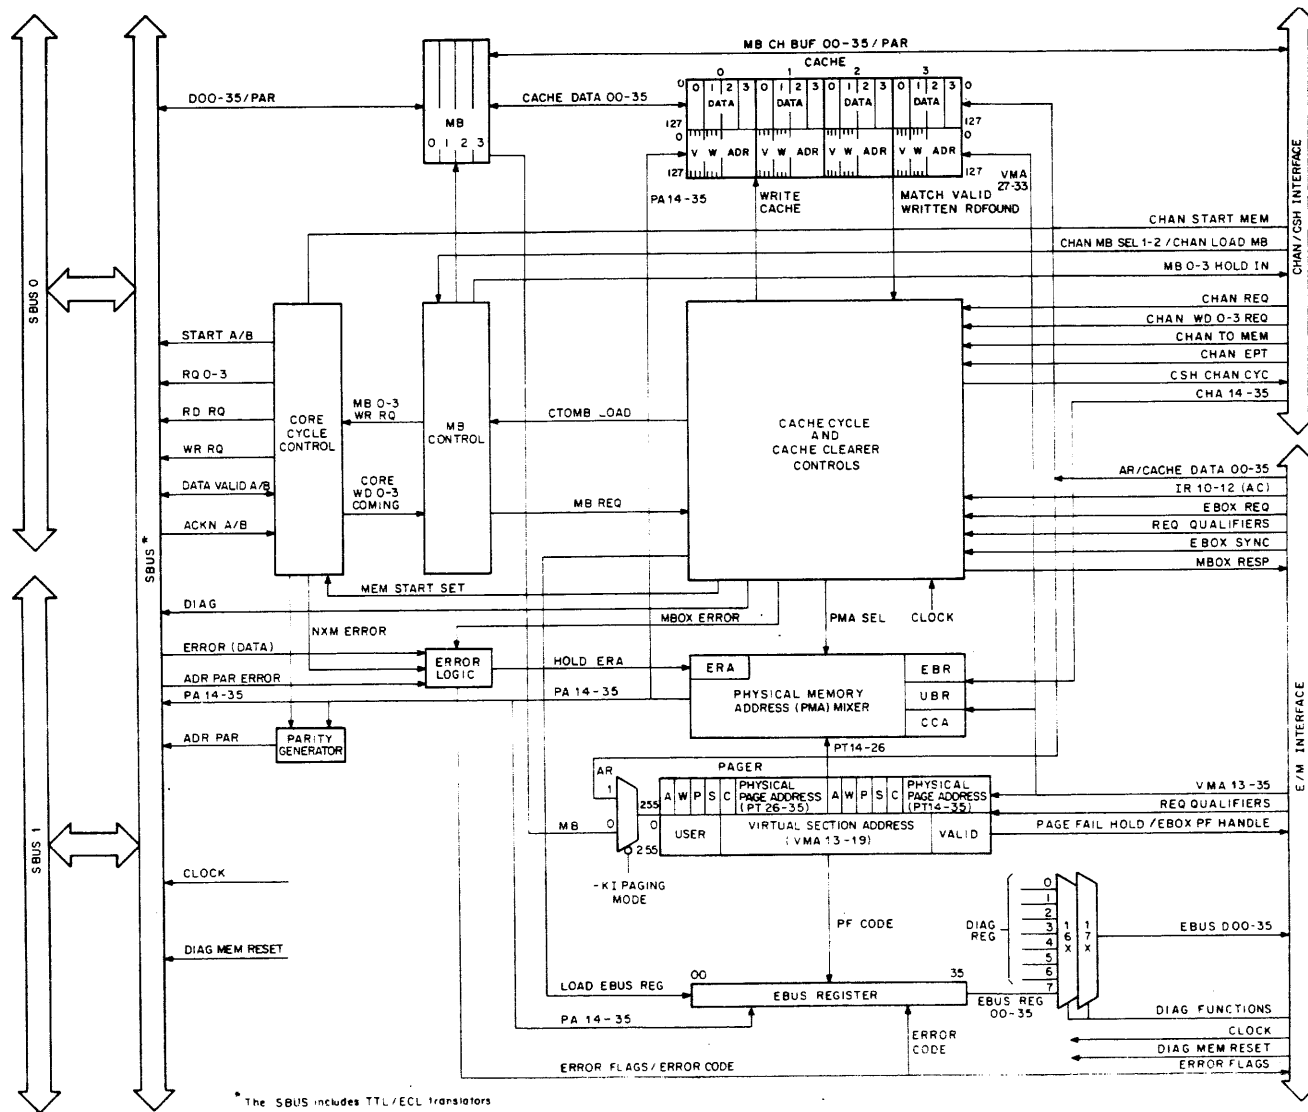 MB CH BUF 00-35/PAR
CACHE
0 1 2 3
0 0 1 2 3 0 1 2 3 0 1 2 3 0 1 2 3 0
DATA DATA DATA DATA
D00-35/PAR
CACHE DATA 00-35
MB
0 1 2 3
127 127
0 0
V W ADR V W ADR V W ADR V W ADR
127 127
PA 14-35
WRITE
CACHE
MATCH VALID
WRITTEN RDFOUND
VMA
27-33
CHAN START MEM
CHAN MB SEL 1-2/CHAN LOAD MB
MB 0-3 HOLD IN
CHAN/CSH INTERFACE
SBUS 0
CHAN REQ
CHAN WD 0-3 REQ
CHAN TO MEM
CHAN EPT
CSH CHAN CYC
CHA 14-35
START A/B
RQ 0-3
RD RQ
WR RQ
DATA VALID A/B
ACKN A/B
CORE
CYCLE
CONTROL
MB 0-3
WR RQ
CORE
WD 0-3
COMING
MB
CONTROL
CTOMB LOAD
MB REQ
CACHE CYCLE
AND
CACHE CLEARER
CONTROLS
AR/CACHE DATA 00-35
IR 10-12 (AC)
EBOX REQ
REQ QUALIFIERS
EBOX SYNC
MBOX RESP
SBUS *
MEM START SET
DIAG
NXM ERROR
MBOX ERROR
PMA SEL
CLOCK
ERROR (DATA)
ADR PAR ERROR
PA 14-35
ERROR
LOGIC
HOLD ERA
PA 14-35
ERA
PHYSICAL MEMORY
ADDRESS (PMA) MIXER
EBR
UBR
CCA
ADR PAR
PARITY
GENERATOR
PT14-26
PAGER
AR
1
MB
0
-KI PAGING
MODE
255
0
255
A W P S C
PHYSICAL
PAGE ADDRESS
(PT 26-35)
A W P S C
PHYSICAL
PAGE ADDRESS
(PT14-35)
USER
VIRTUAL SECTION ADDRESS
(VMA 13-19)
VALID
VMA 13-35
REQ QUALIFIERS
PAGE FAIL HOLD/EBOX PF HANDLE
E/M INTERFACE
SBUS 1
CLOCK
DIAG MEM RESET
PF CODE
DIAG
REG
0
1
2
3
4
5
6
7
16X
17X
EBUS D00-35
LOAD EBUS REG
00 35
EBUS REGISTER
EBUS REG
00-35
PA 14-35
ERROR
CODE
DIAG FUNCTIONS
CLOCK
DIAG MEM RESET
ERROR FLAGS
ERROR FLAGS/ERROR CODE
* The SBUS includes TTL/ECL translators